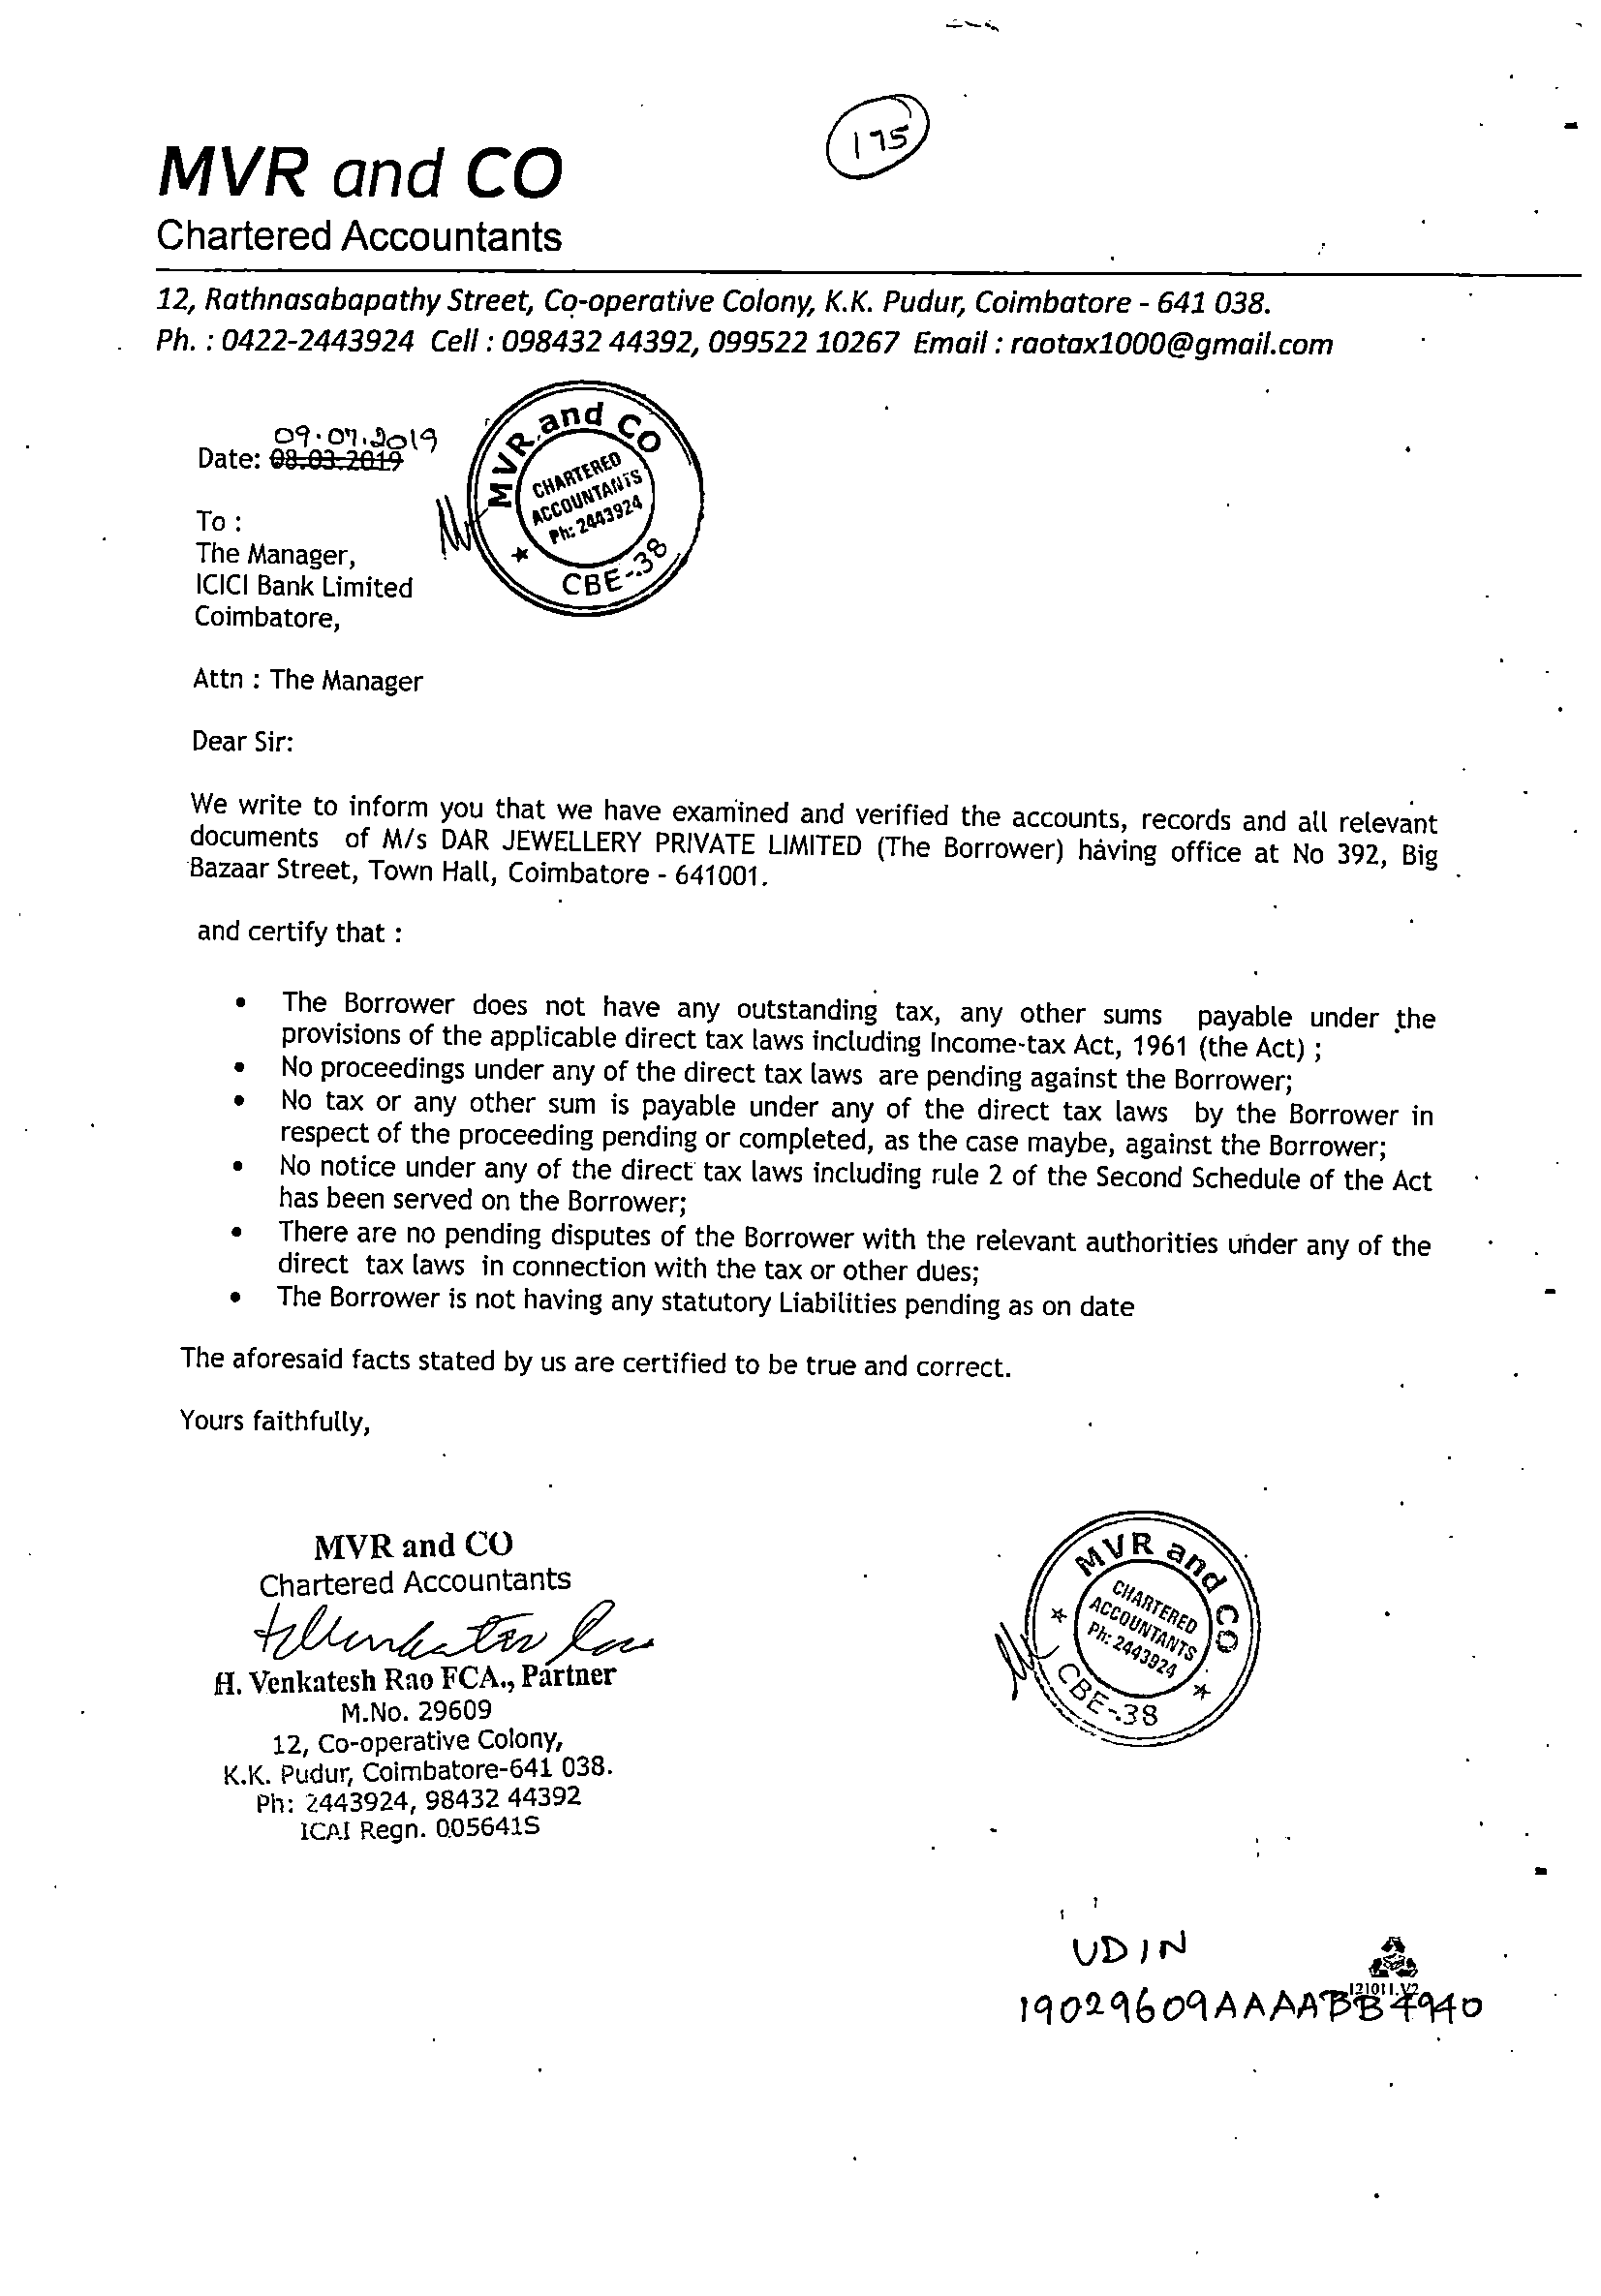 175
MVR and CO
Chartered Accountants
12, Rathnasabapathy Street, Co-operative Colony, K.K. Pudur, Coimbatore - 641 038.
Ph. : 0422-2443924 Cell : 098432 44392, 099522 10267 Email : raotax1000@gmail.com
09.07.2019
Date: 08.03.2019
MVR and CO
CHARTERED
ACCOUNTANTS
Ph: 2443924
CBE-38
To :
The Manager,
ICICI Bank Limited
Coimbatore,
Attn : The Manager
Dear Sir:
We write to inform you that we have examined and verified the accounts, records and all relevant
documents of M/s DAR JEWELLERY PRIVATE LIMITED (The Borrower) having office at No 392, Big
Bazaar Street, Town Hall, Coimbatore - 641001.
and certify that :
• The Borrower does not have any outstanding tax, any other sums payable under the
provisions of the applicable direct tax laws including Income-tax Act, 1961 (the Act) ;
• No proceedings under any of the direct tax laws are pending against the Borrower;
• No tax or any other sum is payable under any of the direct tax laws by the Borrower in
respect of the proceeding pending or completed, as the case maybe, against the Borrower;
• No notice under any of the direct tax laws including rule 2 of the Second Schedule of the Act
has been served on the Borrower;
• There are no pending disputes of the Borrower with the relevant authorities under any of the
direct tax laws in connection with the tax or other dues;
• The Borrower is not having any statutory Liabilities pending as on date
The aforesaid facts stated by us are certified to be true and correct.
Yours faithfully,
MVR and CO
Chartered Accountants
H. Venkatesh Rao FCA., Partner
M.No. 29609
12, Co-operative Colony,
K.K. Pudur, Coimbatore-641 038.
Ph: 2443924, 98432 44392
ICAI Regn. 005641S
MVR and CO
CHARTERED
ACCOUNTANTS
Ph: 2443924
CBE-38
UDIN
121011.V2
19029609AAAABB4940